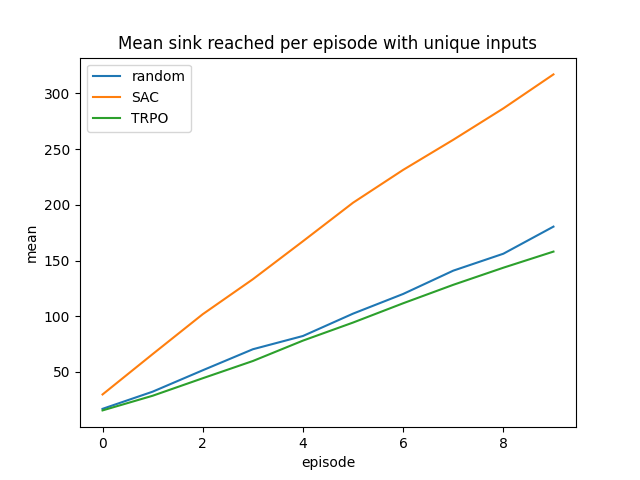 Mean sink reached per episode with unique inputs
random
SAC
TRPO
300
250
200
150
100
50
mean
0 2 4 6 8
episode